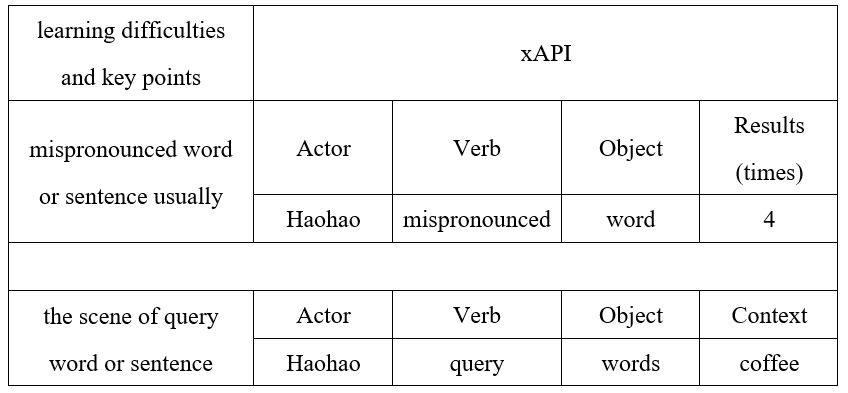 learning difficulties
and key points
xAPI
mispronounced word
or sentence usually
Actor Verb Object Results
(times)
Haohao mispronounced word 4
the scene of query
word or sentence
Actor Verb Object Context
Haohao query words coffee